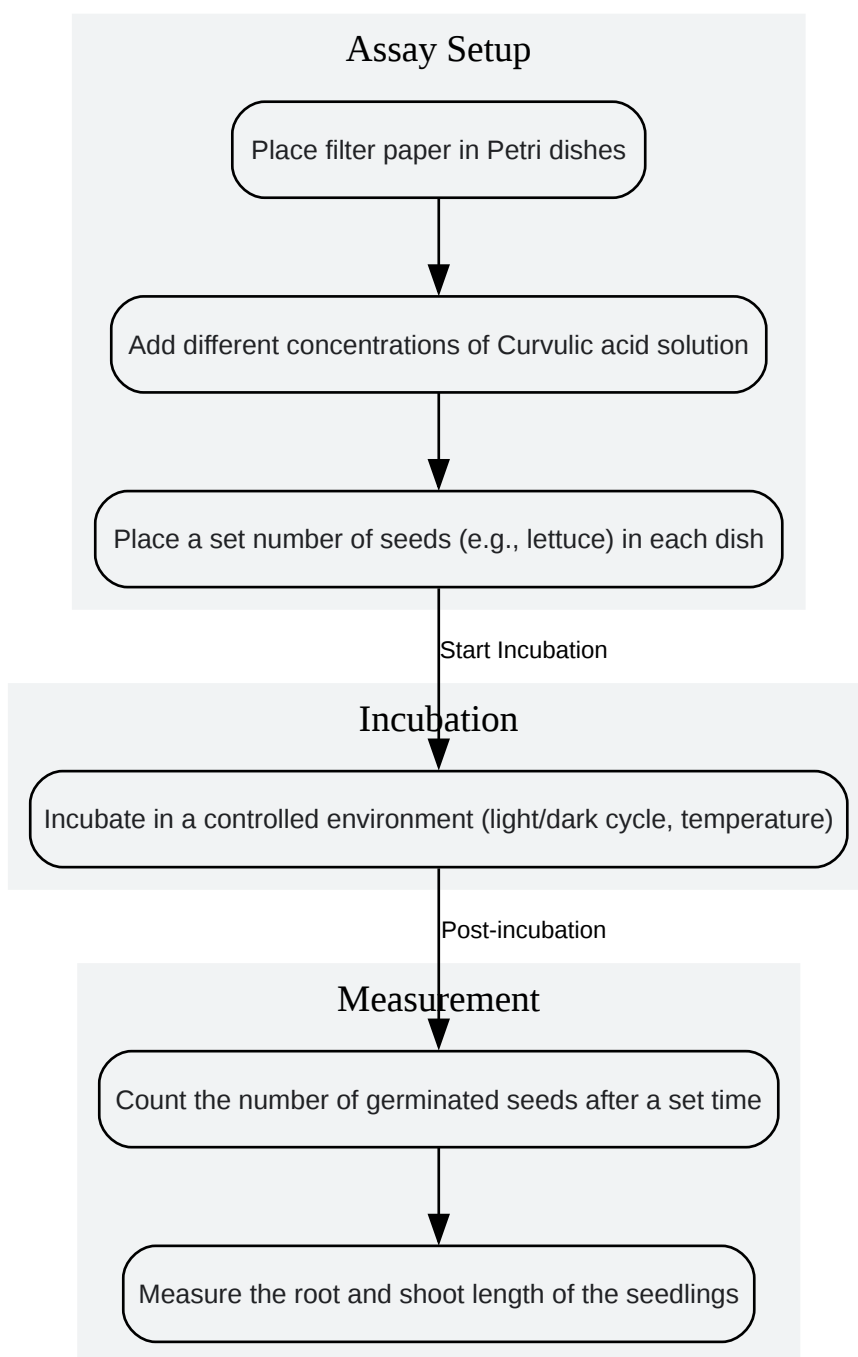 Assay Setup
Place filter paper in Petri dishes
Add different concentrations of Curvulic acid solution
Place a set number of seeds (e.g., lettuce) in each dish
Start Incubation
Incubation
Incubate in a controlled environment (light/dark cycle, temperature)
Post-incubation
Measurement
Count the number of germinated seeds after a set time
Measure the root and shoot length of the seedlings